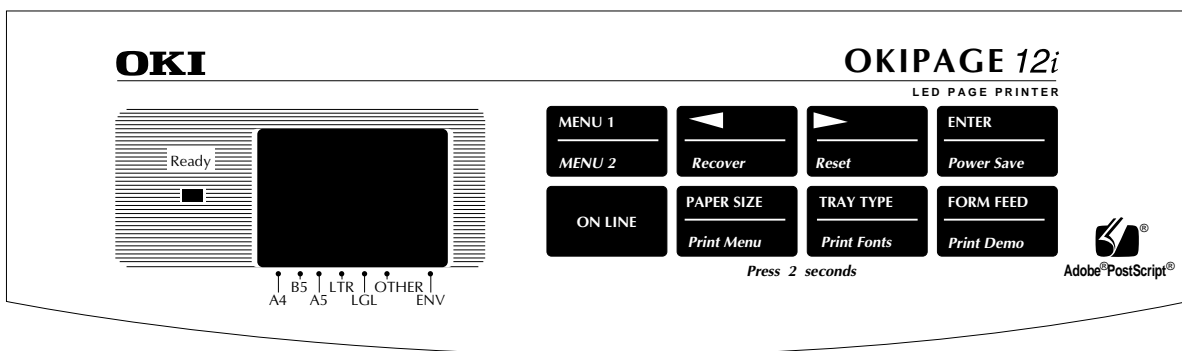 OKI
OKIPAGE 12i
LED PAGE PRINTER
Ready
MENU 1
MENU 2
Recover
Reset
ENTER
Power Save
ON LINE
PAPER SIZE
Print Menu
TRAY TYPE
Print Fonts
FORM FEED
Print Demo
Press 2 seconds
A4 B5 A5 LTR LGL OTHER ENV
®
Adobe®PostScript®